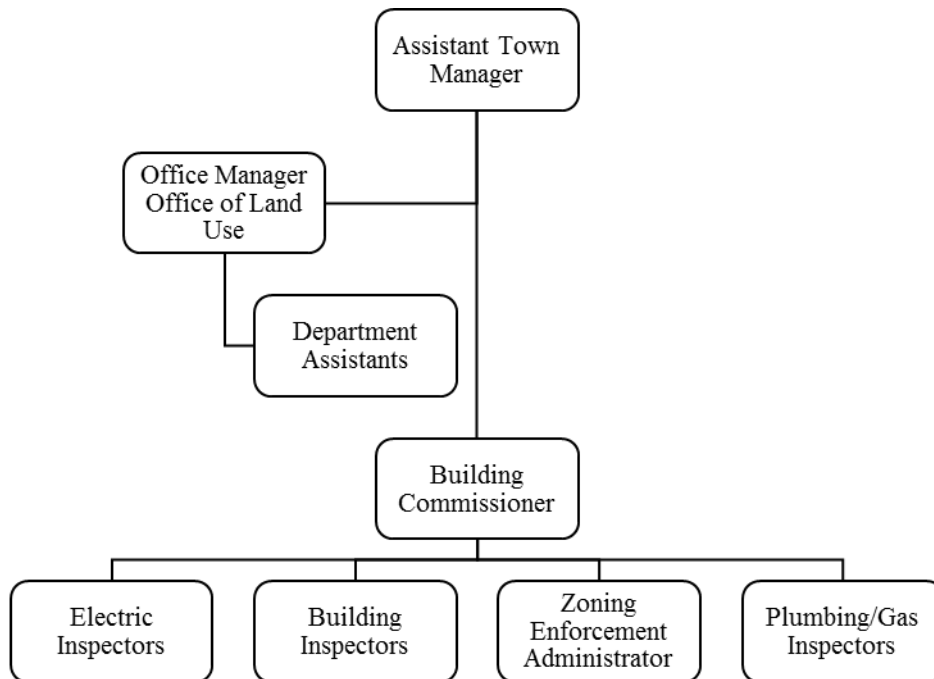 Assistant Town
Manager
Office Manager
Office of Land
Use
Department
Assistants
Building
Commissioner
Electric
Inspectors
Building
Inspectors
Zoning
Enforcement
Administrator
Plumbing/Gas
Inspectors